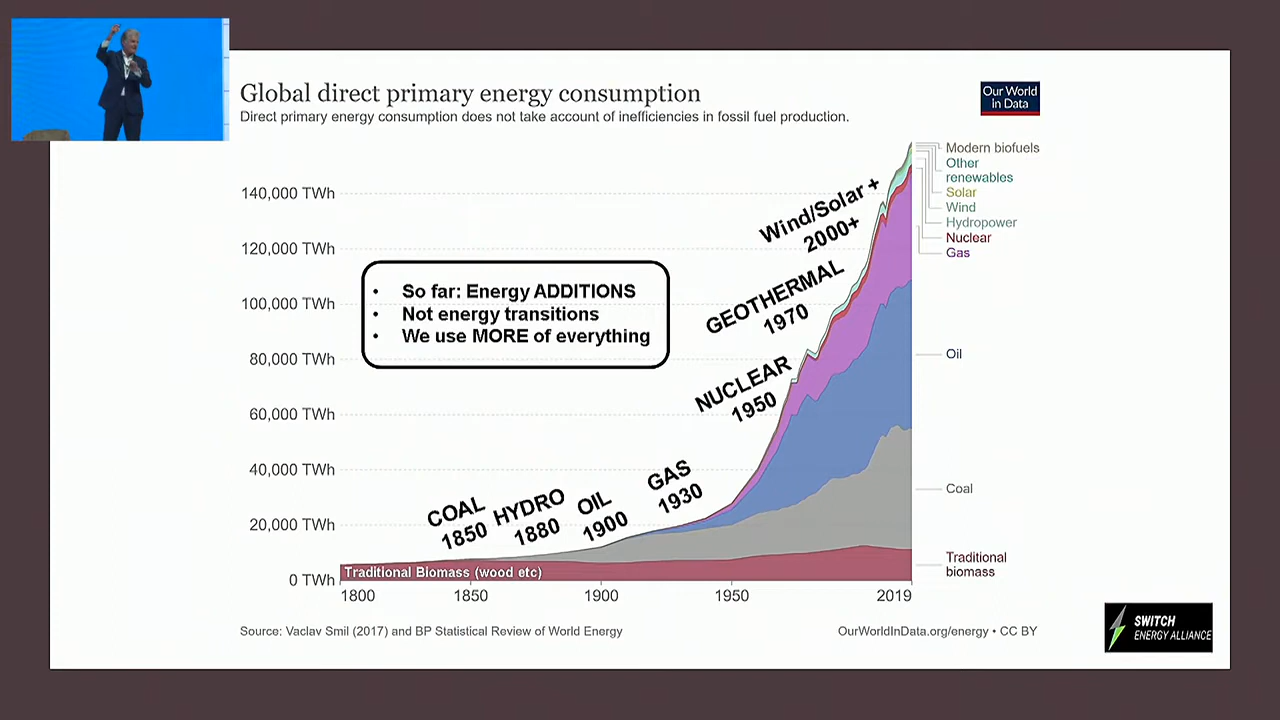 Global direct primary energy consumption
Direct primary energy consumption does not take account of inefficiencies in fossil fuel production.
Our World
in Data
140,000 TWh
120,000 TWh
100,000 TWh
80,000 TWh
60,000 TWh
40,000 TWh
20,000 TWh
0 TWh
• So far: Energy ADDITIONS
• Not energy transitions
• We use MORE of everything
COAL
1850
HYDRO
1880
OIL
1900
GAS
1930
NUCLEAR
1950
GEOTHERMAL
1970
Wind/Solar +
2000+
Modern biofuels
Other
renewables
Solar
Wind
Hydropower
Nuclear
Gas
Oil
Coal
Traditional
biomass
Traditional Biomass (wood etc)
1800
1850
1900
1950
2019
Source: Vaclav Smil (2017) and BP Statistical Review of World Energy
OurWorldInData.org/energy • CC BY
SWITCH
ENERGY ALLIANCE